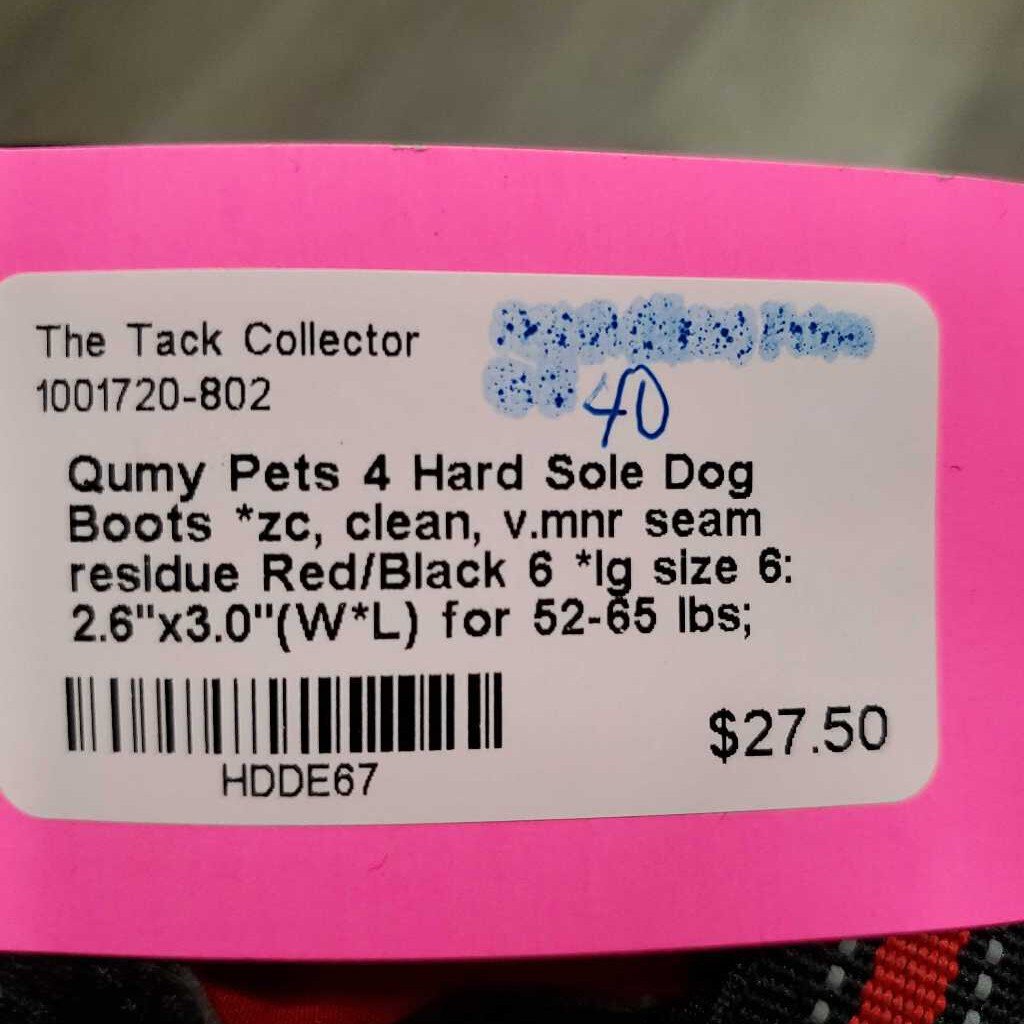 The Tack Collector
1001720-802
40
Qumy Pets 4 Hard Sole Dog
Boots *zc, clean, v.mnr seam
residue Red/Black 6 *lg size 6:
2.6"x3.0"(W*L) for 52-65 lbs;
$27.50
HDDE67